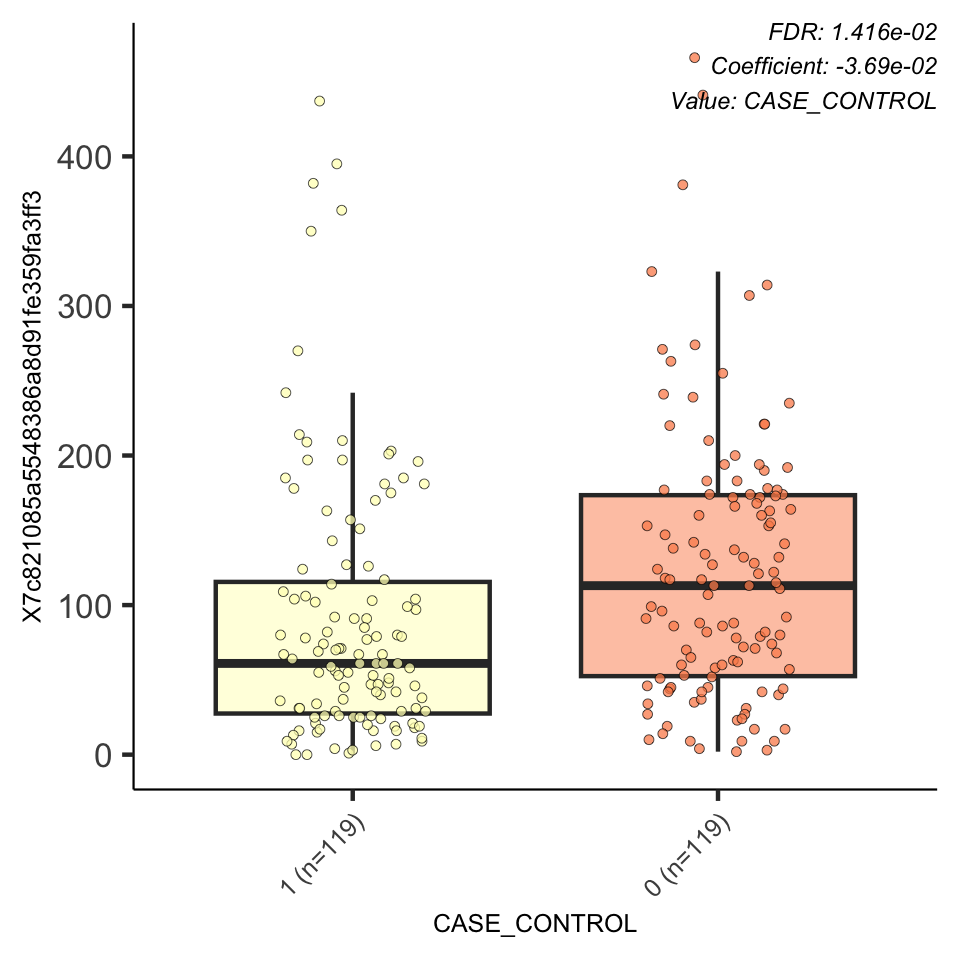 FDR: 1.416e-02
Coefficient: -3.69e-02
Value: CASE_CONTROL
X7c821085a5548386a8d91fe359fa3ff3
400
300
200
100
0
1 (n=119)
0 (n=119)
CASE_CONTROL